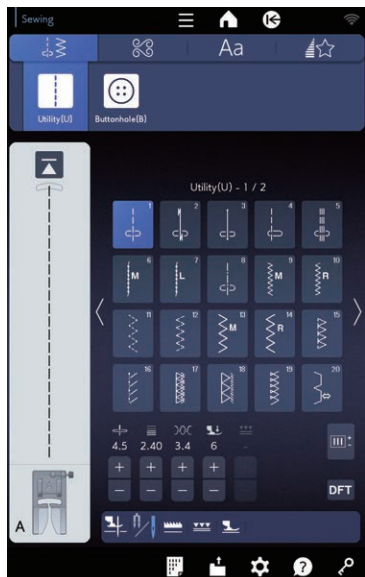 Sewing
Aa
Utility(U) Buttonhole(B)
Utility(U) - 1 / 2
1 2 3 4 5
6 M 7 L 8 9 M 10 R
11 12 13 M 14 R 15
16 17 18 19 20
4.5 2.40 3.4 6 -
+ + + +
- - - -
DFT
A
?